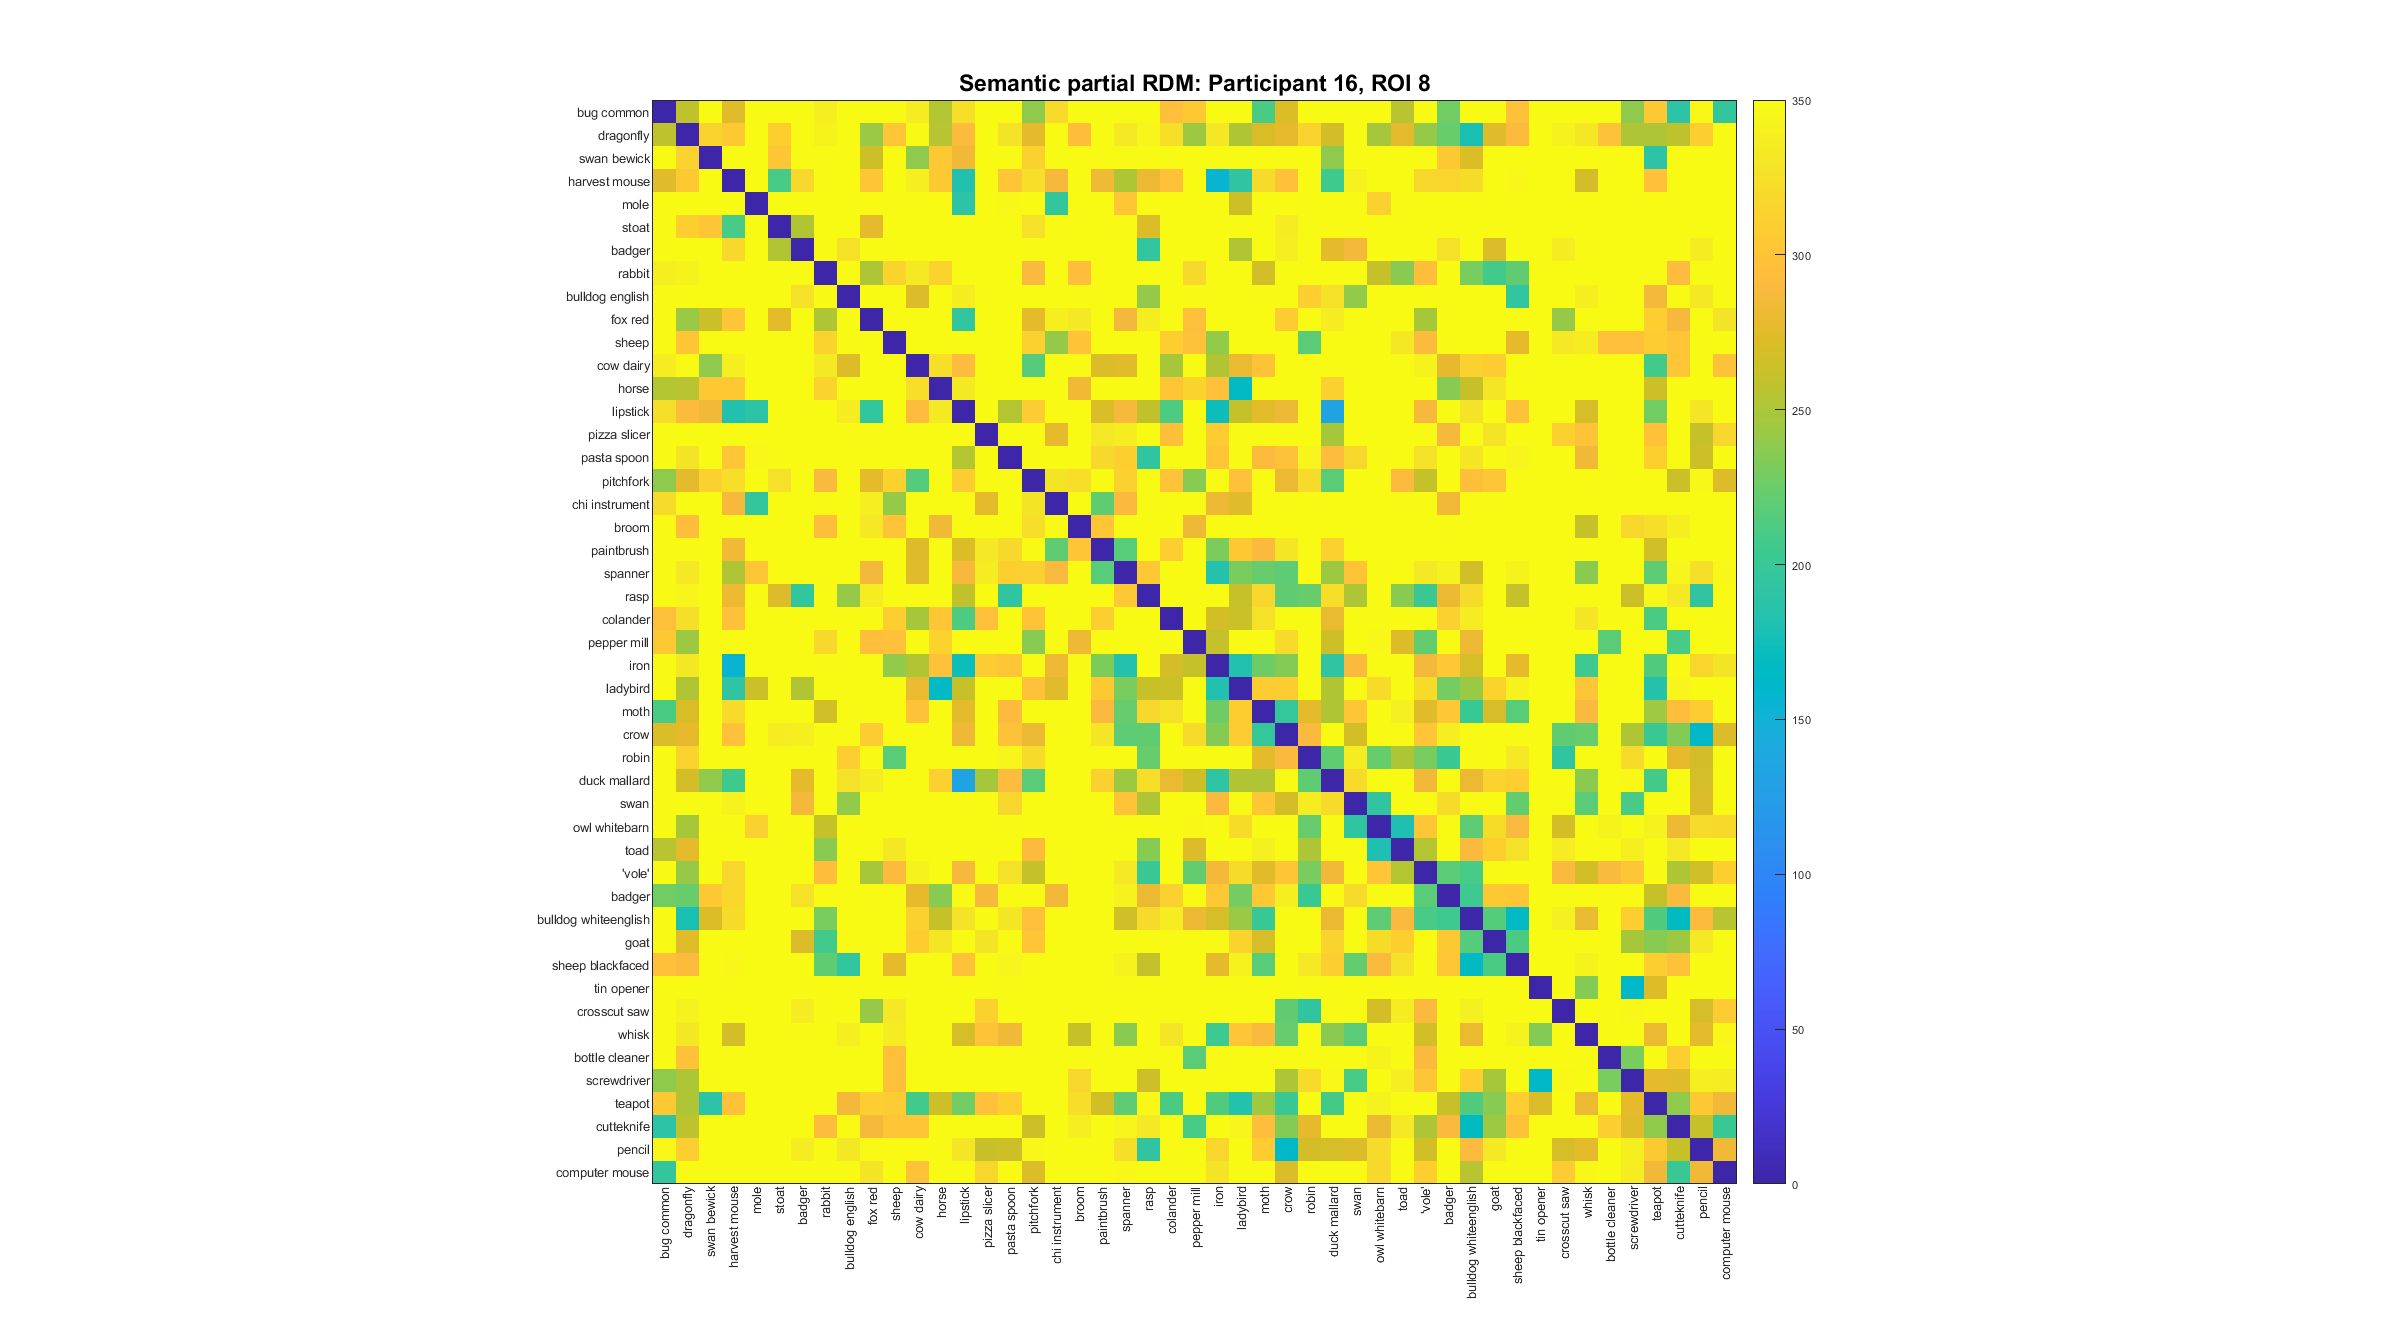 Semantic partial RDM: Participant 16, ROI 8
bug common
dragonfly
swan bewick
harvest mouse
mole
stoat
badger
rabbit
bulldog english
fox red
sheep
cow dairy
horse
lipstick
pizza slicer
pasta spoon
pitchfork
chi instrument
broom
paintbrush
spanner
rasp
colander
pepper mill
iron
ladybird
moth
crow
robin
duck mallard
swan
owl whitebarn
toad
'vole'
badger
bulldog whiteenglish
goat
sheep blackfaced
tin opener
crosscut saw
whisk
bottle cleaner
screwdriver
teapot
cutteknife
pencil
computer mouse
bug common
dragonfly
swan bewick
harvest mouse
mole
stoat
badger
rabbit
bulldog english
fox red
sheep
cow dairy
horse
lipstick
pizza slicer
pasta spoon
pitchfork
chi instrument
broom
paintbrush
spanner
rasp
colander
pepper mill
iron
ladybird
moth
crow
robin
duck mallard
swan
owl whitebarn
toad
'vole'
badger
bulldog whiteenglish
goat
sheep blackfaced
tin opener
crosscut saw
whisk
bottle cleaner
screwdriver
teapot
cutteknife
pencil
computer mouse
350
300
250
200
150
100
50
0